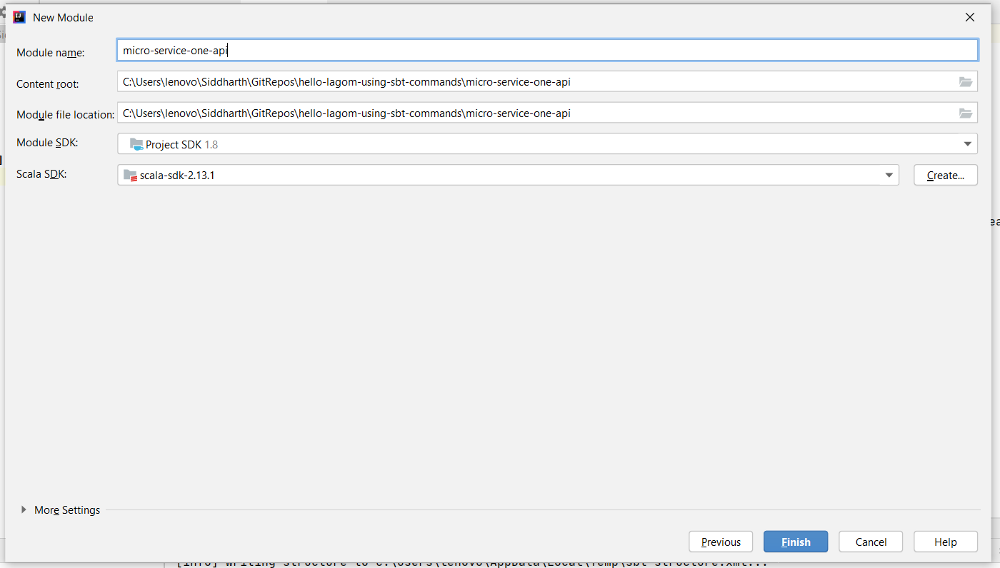 New Module
Module name: micro-service-one-api
Content root: C:\Users\lenovo\Siddharth\GitRepos\hello-lagom-using-sbt-commands\micro-service-one-api
Module file location: C:\Users\lenovo\Siddharth\GitRepos\hello-lagom-using-sbt-commands\micro-service-one-api
Module SDK: Project SDK 1.8
Scala SDK: scala-sdk-2.13.1 Create...
More Settings
Previous Finish Cancel Help
[info] writing structure to C:\Users\lenovo\AppData\Local\Temp\sbt-structure.xml...